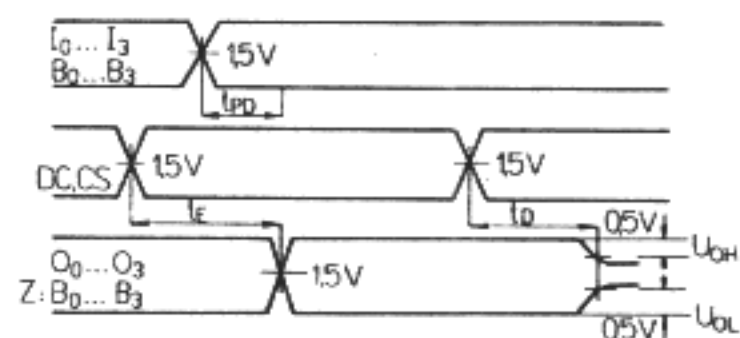 I₀... I₃
B₀...B₃
1,5V
tPD
DC,CS
1,5V
1,5V
tE
tD
0,5V
UOH
O₀...O₃
Z: B₀... B₃
1,5V
0,5V
UOL